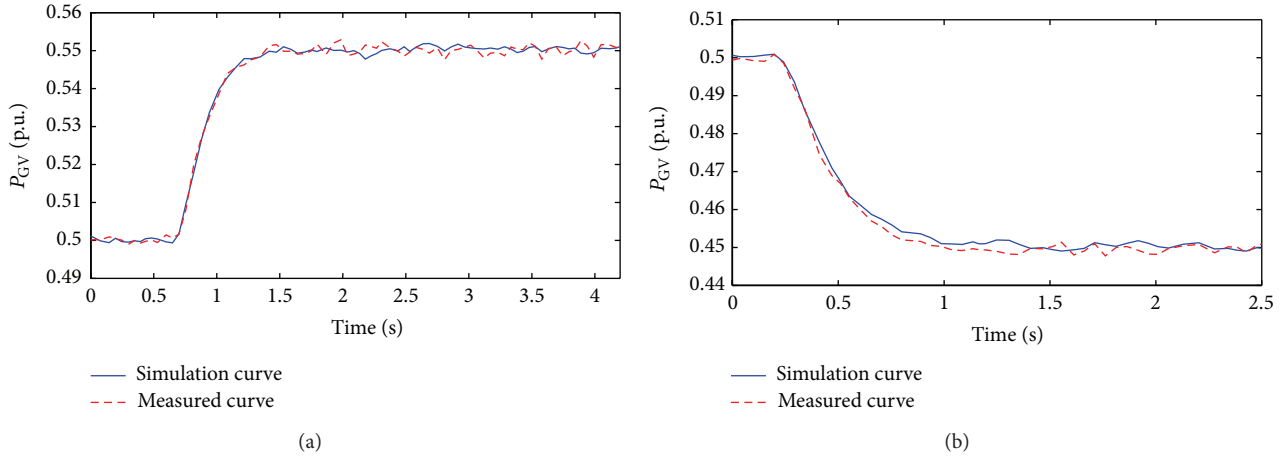 0.56
0.55
0.54
0.53
0.52
0.51
0.5
0.49
P_GV (p.u.)
0 0.5 1 1.5 2 2.5 3 3.5 4
Time (s)
Simulation curve
Measured curve
(a)
0.51
0.5
0.49
0.48
0.47
0.46
0.45
0.44
P_GV (p.u.)
0 0.5 1 1.5 2 2.5
Time (s)
Simulation curve
Measured curve
(b)